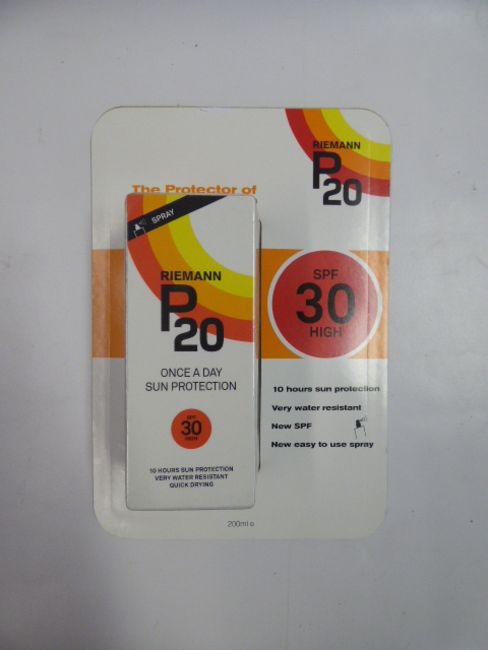 RIEMANN
P20
The Protector of
SPRAY
RIEMANN
P20
ONCE A DAY
SUN PROTECTION
SPF
30
HIGH
10 HOURS SUN PROTECTION
VERY WATER RESISTANT
QUICK DRYING
SPF
30
HIGH
10 hours sun protection
Very water resistant
New SPF
New easy to use spray
200ml e